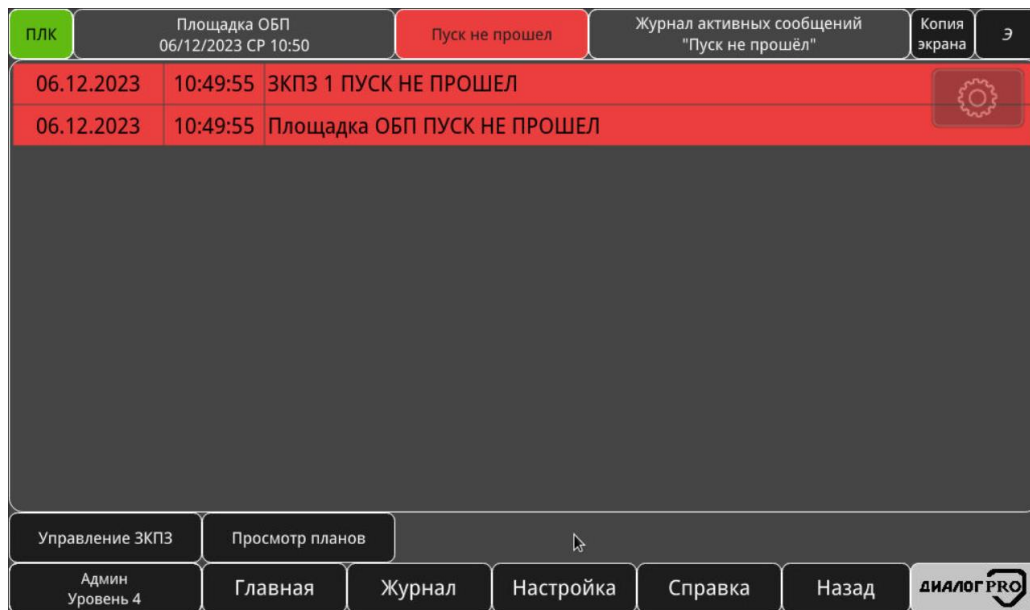 ПЛК
Площадка ОБП
06/12/2023 СР 10:50
Пуск не прошел
Журнал активных сообщений
"Пуск не прошёл"
Копия
экрана
Э
06.12.2023 10:49:55 ЗКПЗ 1 ПУСК НЕ ПРОШЕЛ
06.12.2023 10:49:55 Площадка ОБП ПУСК НЕ ПРОШЕЛ
Управление ЗКПЗ
Просмотр планов
Админ
Уровень 4
Главная
Журнал
Настройка
Справка
Назад
ДИАЛОГ PRO